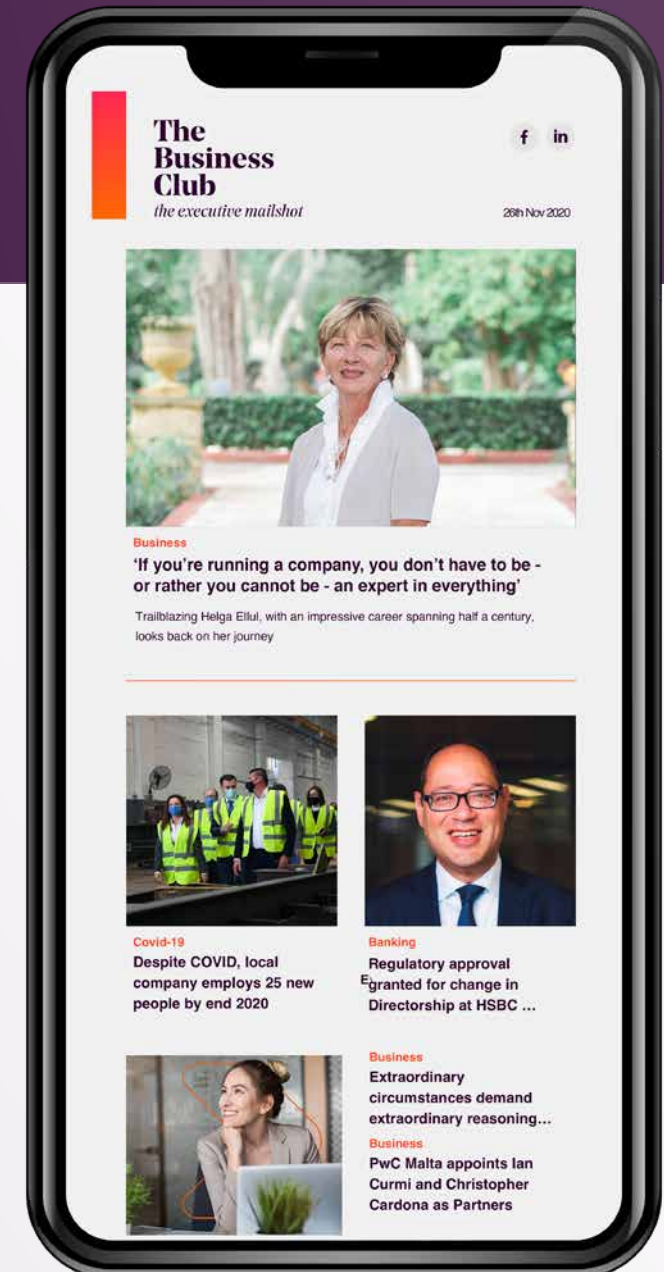 The
Business
Club
the executive mailshot
f in
26th Nov 2020
Business
‘If you’re running a company, you don’t have to be -
or rather you cannot be - an expert in everything’
Trailblazing Helga Ellul, with an impressive career spanning half a century,
looks back on her journey
Covid-19
Despite COVID, local
company employs 25 new
people by end 2020
Banking
Regulatory approval
E granted for change in
Directorship at HSBC ...
Business
Extraordinary
circumstances demand
extraordinary reasoning...
Business
PwC Malta appoints Ian
Curmi and Christopher
Cardona as Partners